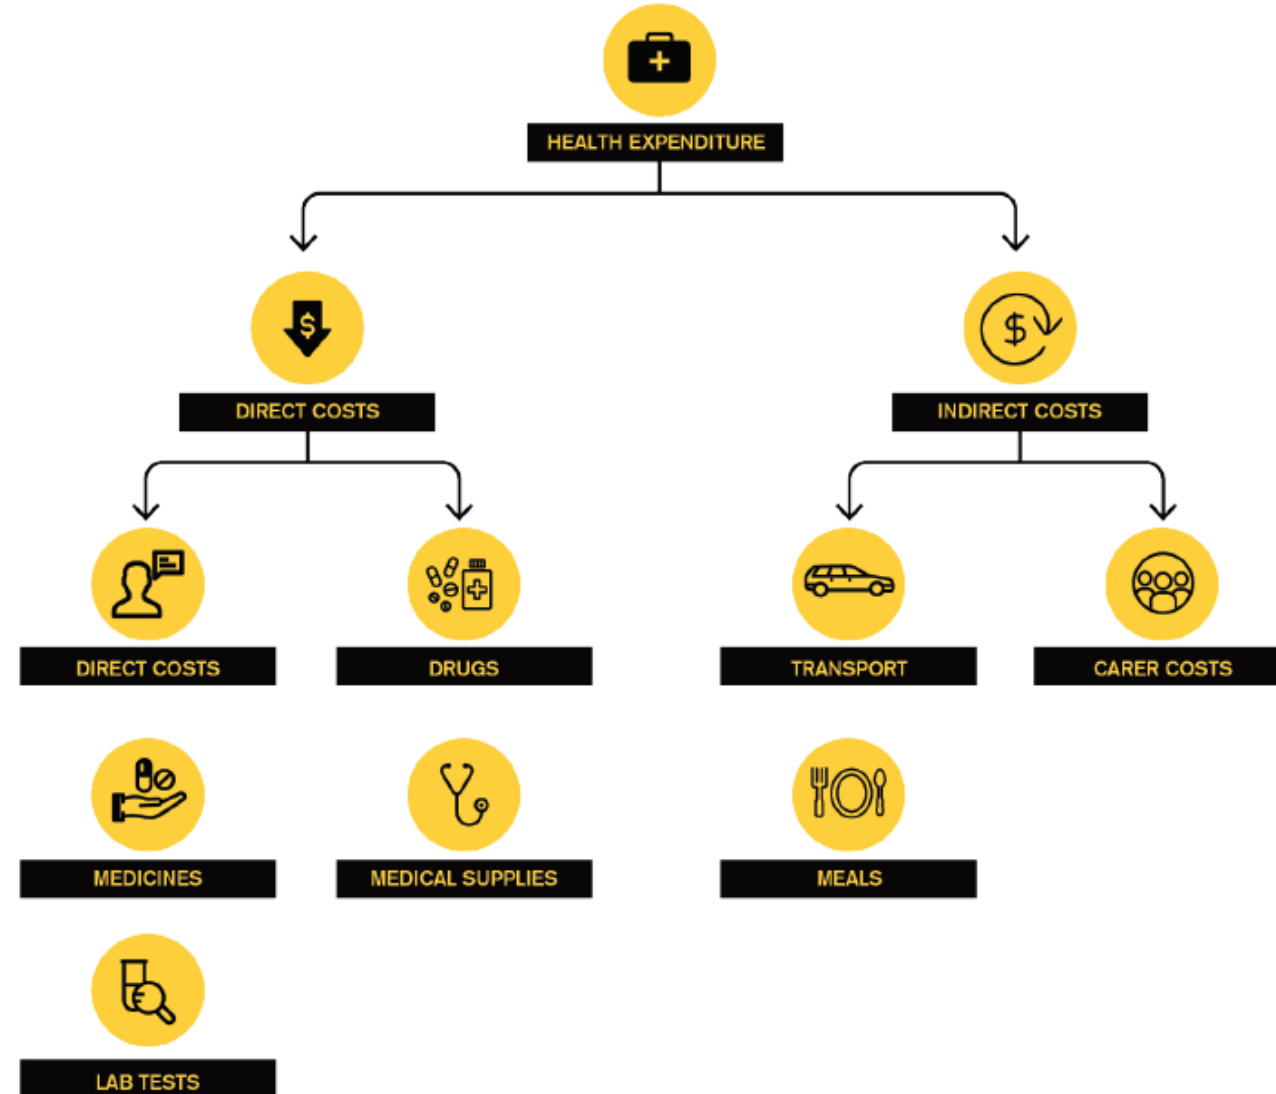 HEALTH EXPENDITURE
DIRECT COSTS
INDIRECT COSTS
DIRECT COSTS
DRUGS
TRANSPORT
CARER COSTS
MEDICINES
MEDICAL SUPPLIES
MEALS
LAB TESTS